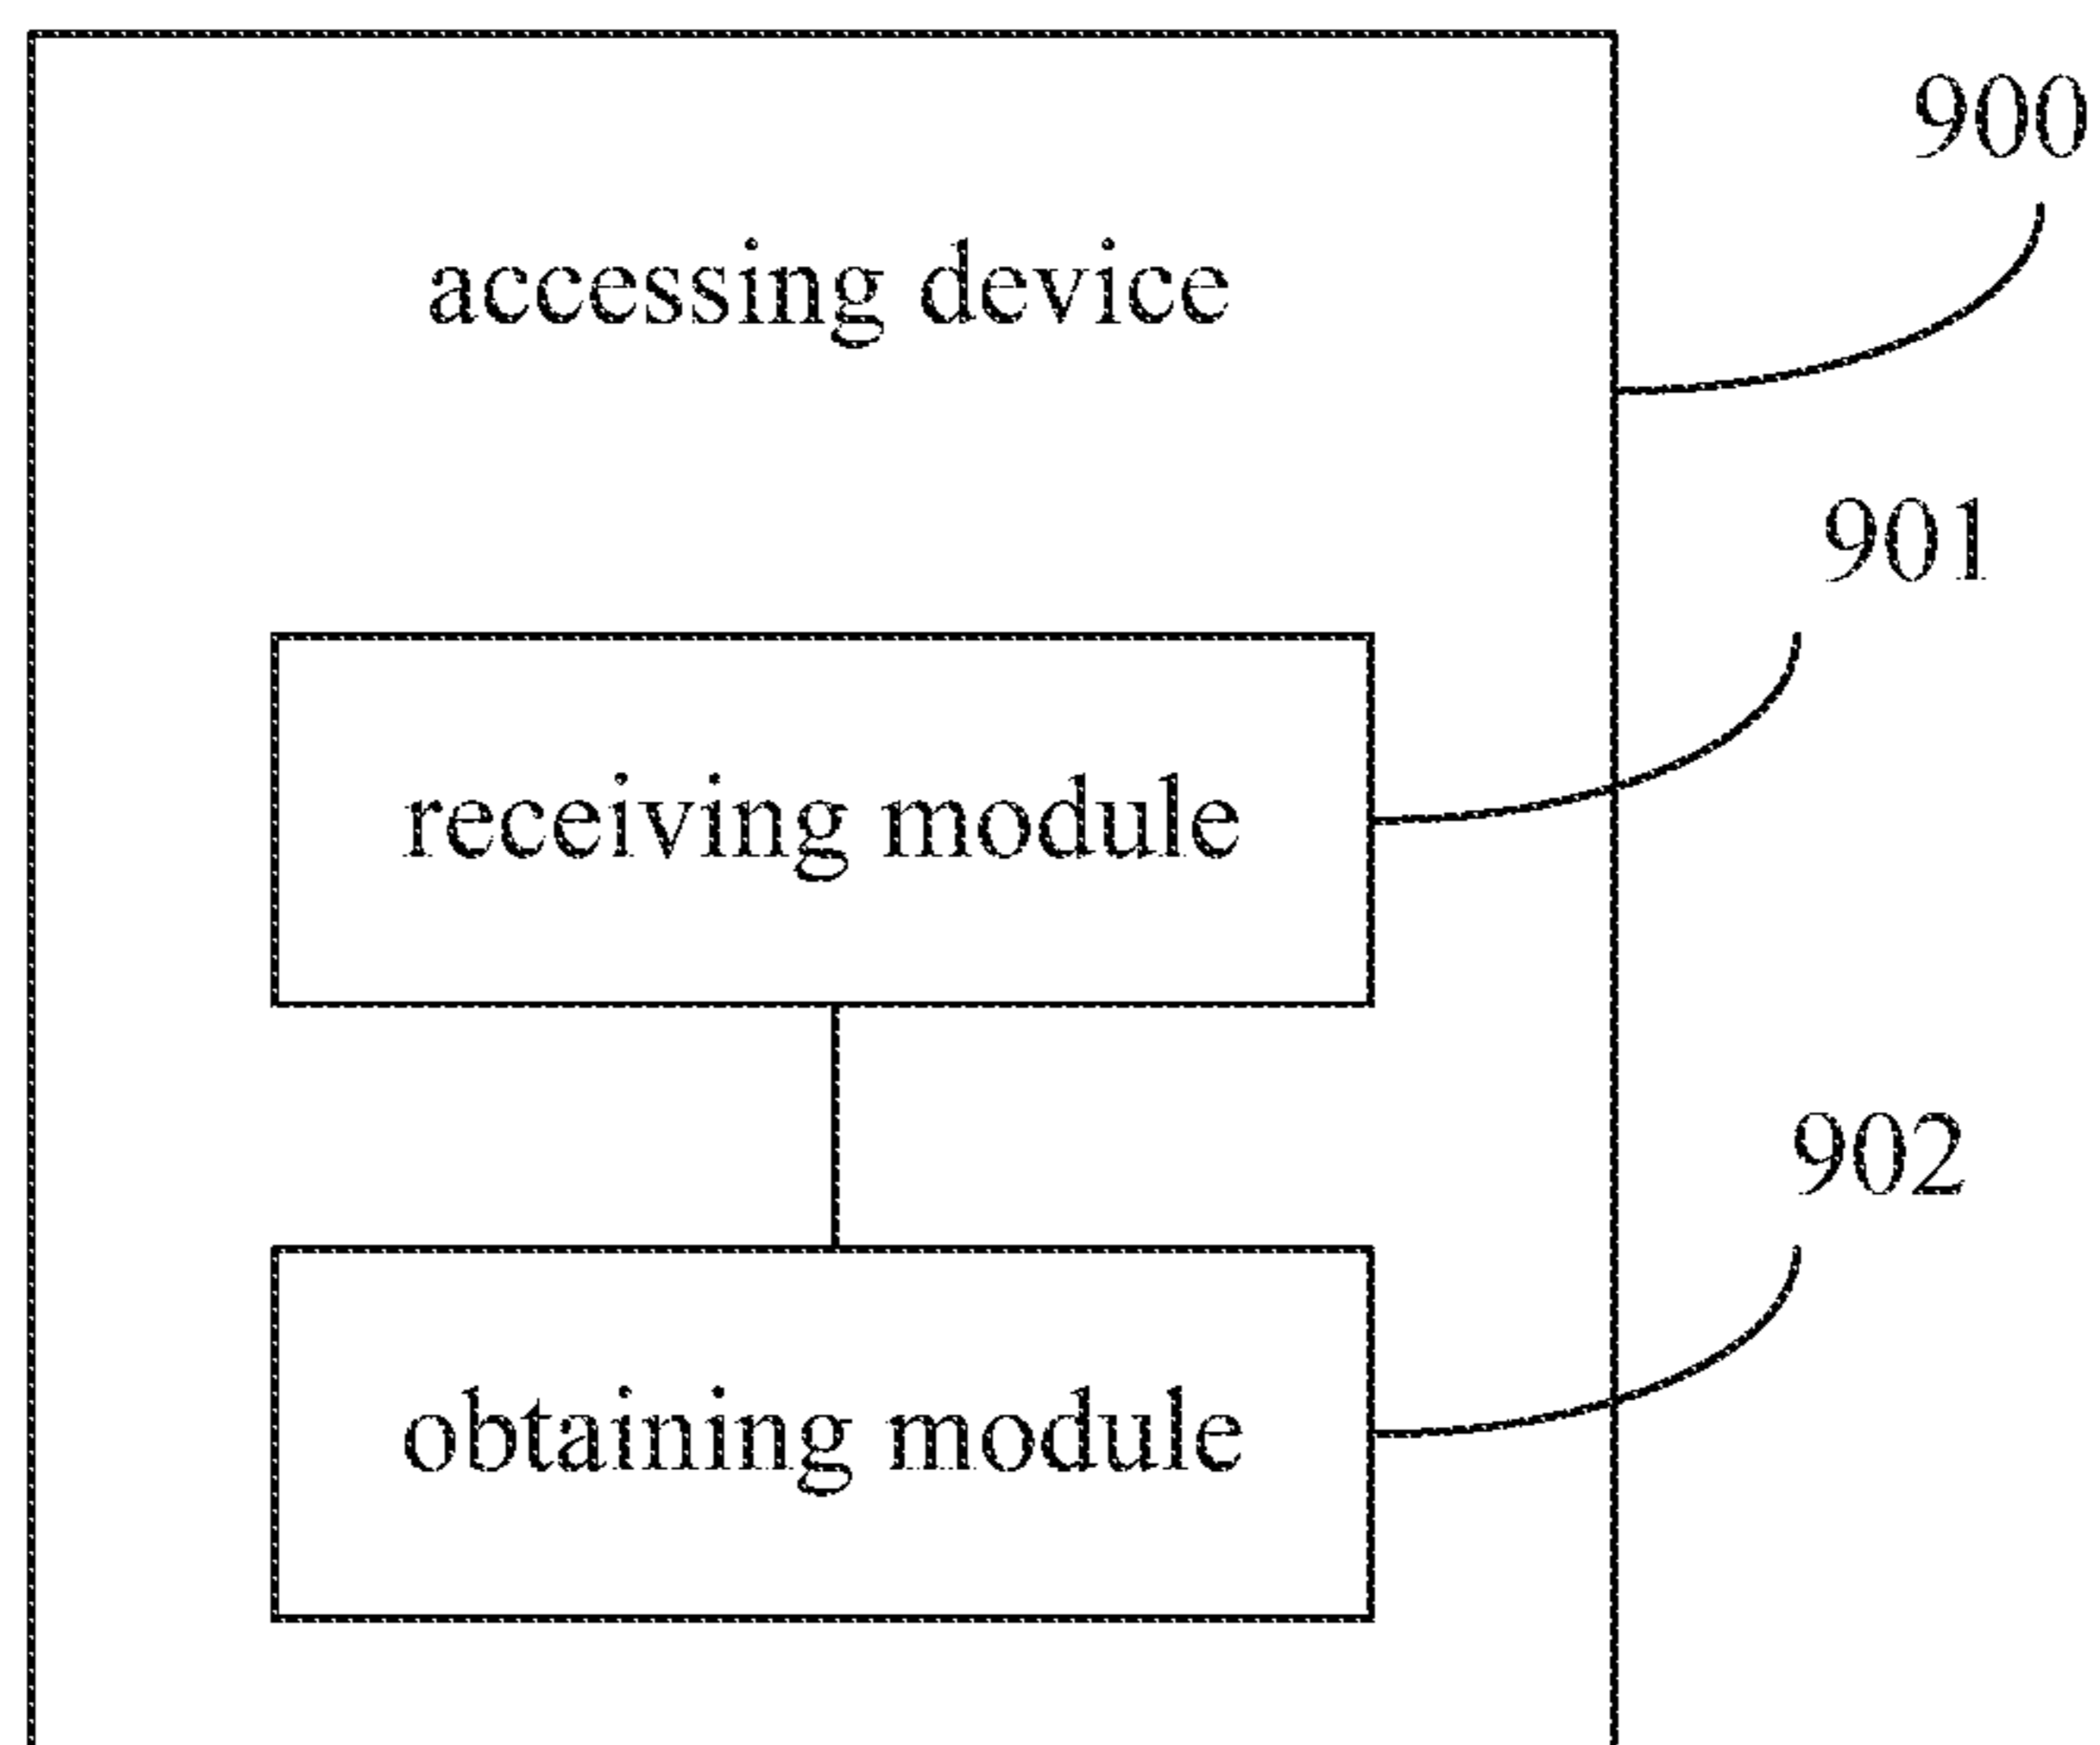 900
accessing device
901
receiving module
902
obtaining module